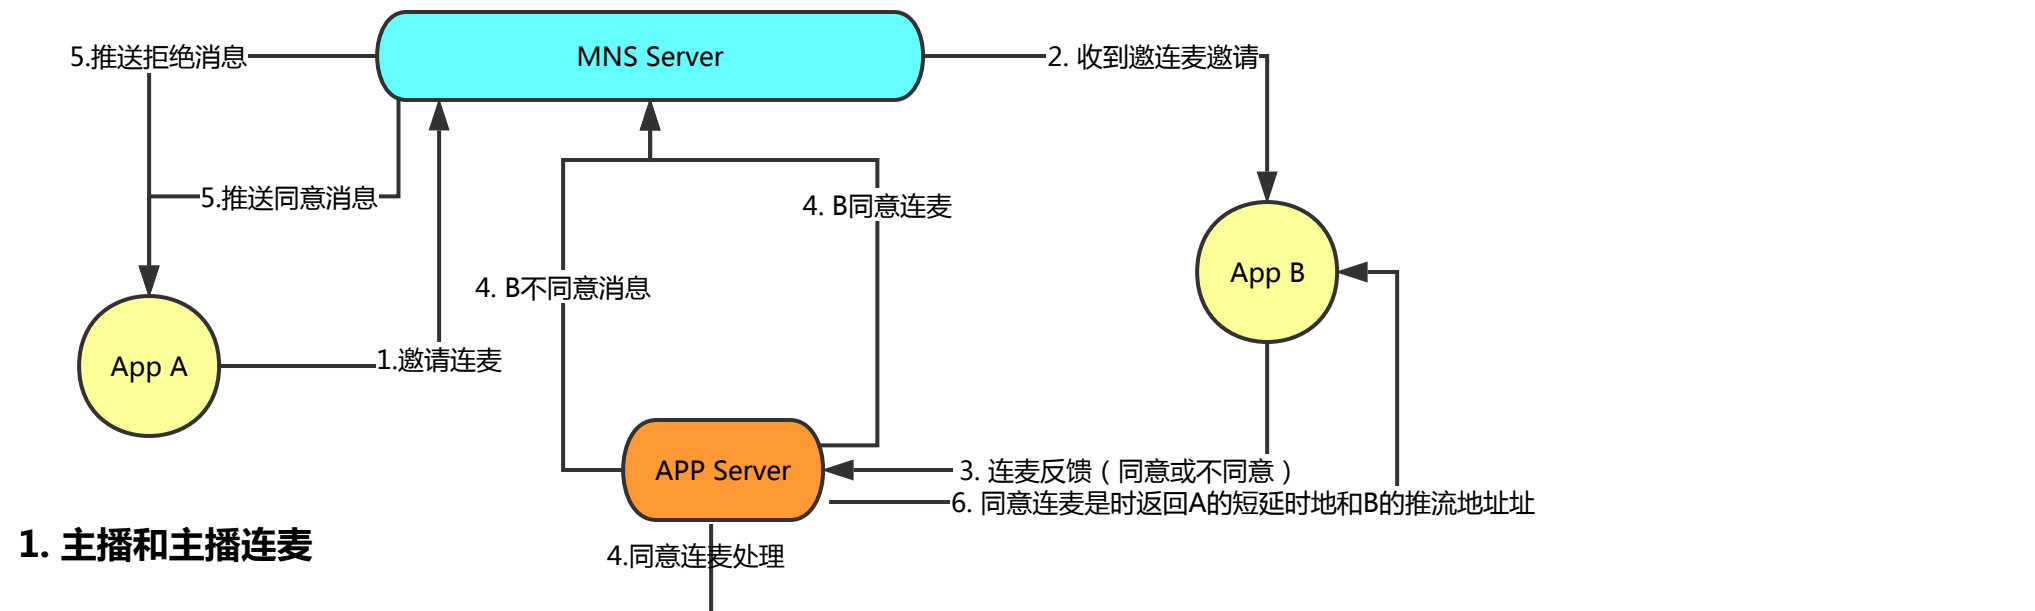 5.推送拒绝消息
MNS Server
2. 收到邀连麦邀请
5.推送同意消息
4. B同意连麦
4. B不同意消息
App B
App A
1.邀请连麦
APP Server
3. 连麦反馈（同意或不同意）
6. 同意连麦是时返回A的短延时地和B的推流地址址
1. 主播和主播连麦
4.同意连麦处理